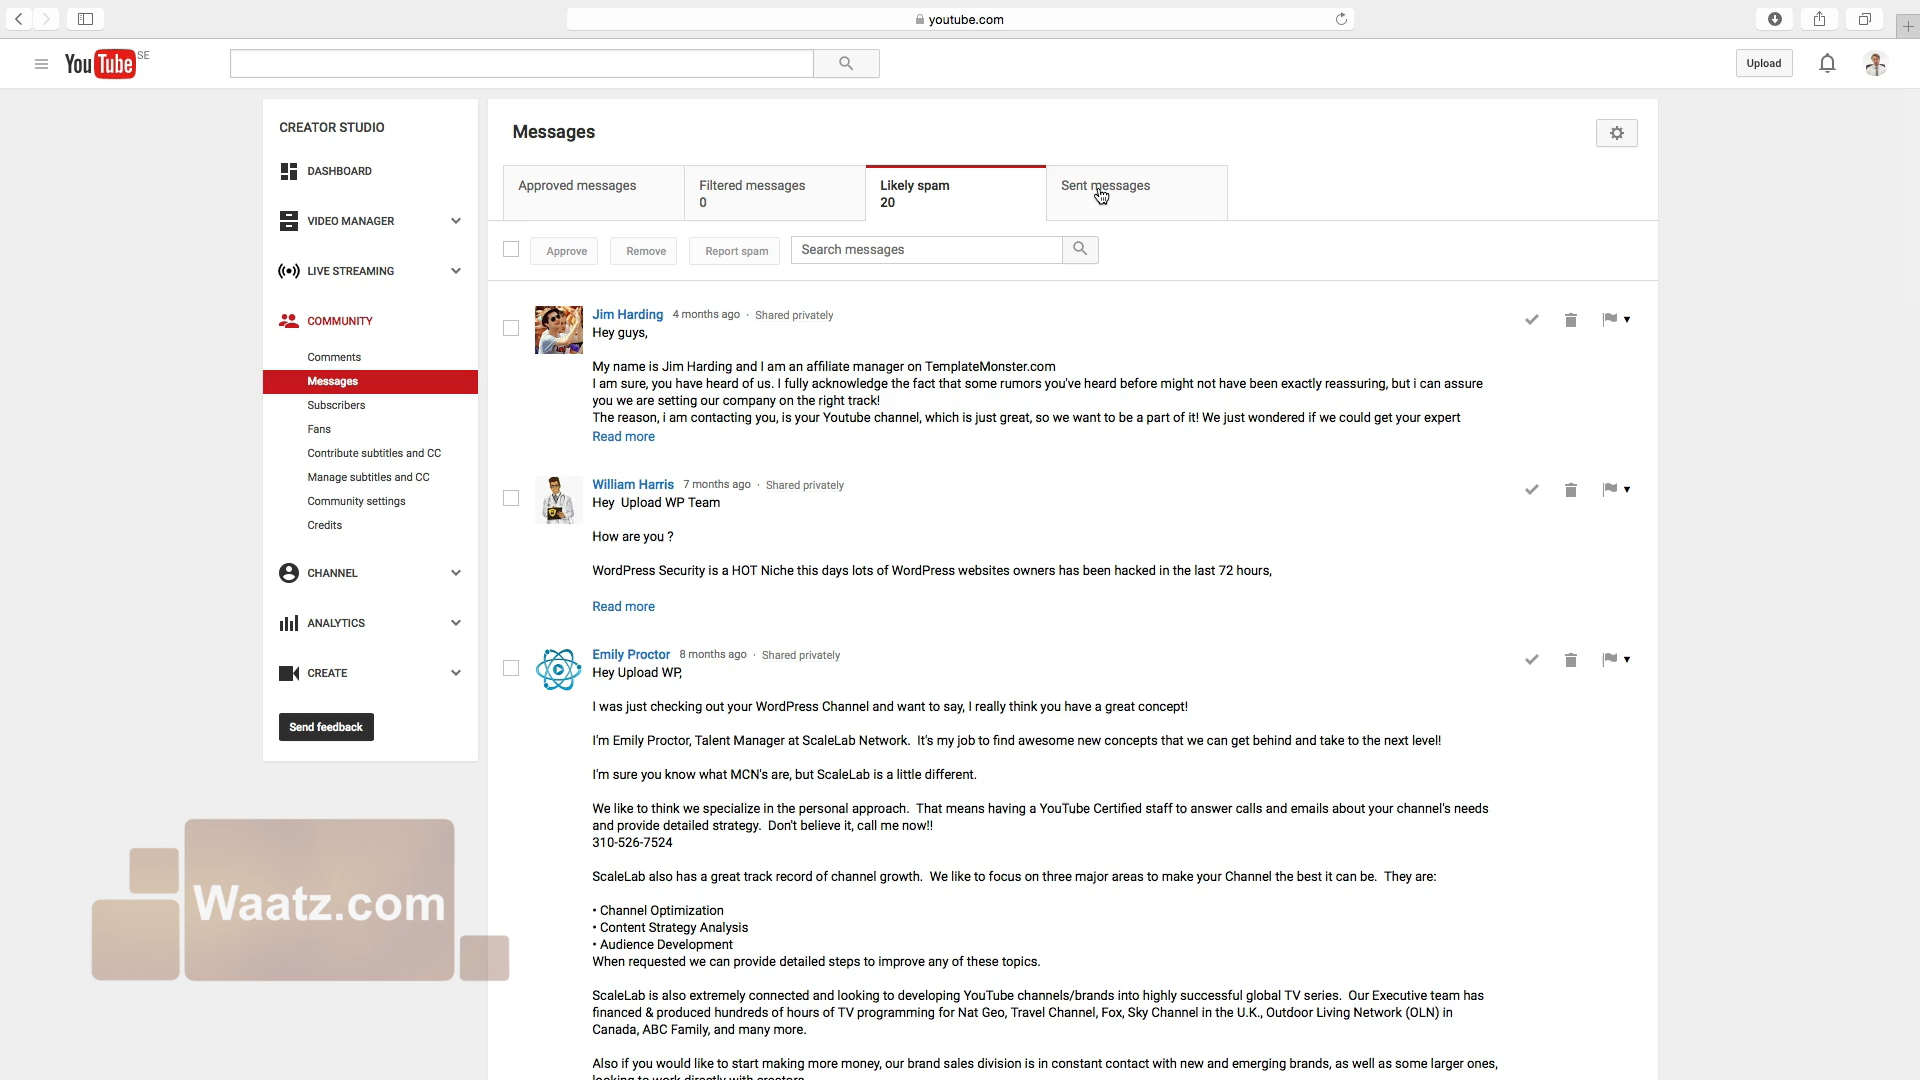 youtube.com
YouTube SE
Upload
CREATOR STUDIO
DASHBOARD
VIDEO MANAGER
LIVE STREAMING
COMMUNITY
Comments
Messages
Subscribers
Fans
Contribute subtitles and CC
Manage subtitles and CC
Community settings
Credits
CHANNEL
ANALYTICS
CREATE
Send feedback
Messages
Approved messages
Filtered messages
0
Likely spam
20
Sent messages
Approve
Remove
Report spam
Search messages
Jim Harding 4 months ago · Shared privately
Hey guys,
My name is Jim Harding and I am an affiliate manager on TemplateMonster.com
I am sure, you have heard of us. I fully acknowledge the fact that some rumors you've heard before might not have been exactly reassuring, but i can assure
you we are setting our company on the right track!
The reason, i am contacting you, is your Youtube channel, which is just great, so we want to be a part of it! We just wondered if we could get your expert
Read more
William Harris 7 months ago · Shared privately
Hey  Upload WP Team
How are you ?
WordPress Security is a HOT Niche this days lots of WordPress websites owners has been hacked in the last 72 hours,
Read more
Emily Proctor 8 months ago · Shared privately
Hey Upload WP,
I was just checking out your WordPress Channel and want to say, I really think you have a great concept!
I'm Emily Proctor, Talent Manager at ScaleLab Network.  It's my job to find awesome new concepts that we can get behind and take to the next level!
I'm sure you know what MCN's are, but ScaleLab is a little different.
We like to think we specialize in the personal approach.  That means having a YouTube Certified staff to answer calls and emails about your channel's needs
and provide detailed strategy.  Don't believe it, call me now!!
310-526-7524
ScaleLab also has a great track record of channel growth.  We like to focus on three major areas to make your Channel the best it can be.  They are:
• Channel Optimization
• Content Strategy Analysis
• Audience Development
When requested we can provide detailed steps to improve any of these topics.
ScaleLab is also extremely connected and looking to developing YouTube channels/brands into highly successful global TV series.  Our Executive team has
financed & produced hundreds of hours of TV programming for Nat Geo, Travel Channel, Fox, Sky Channel in the U.K., Outdoor Living Network (OLN) in
Canada, ABC Family, and many more.
Also if you would like to start making more money, our brand sales division is in constant contact with new and emerging brands, as well as some larger ones,
looking to work directly with creators
Waatz.com